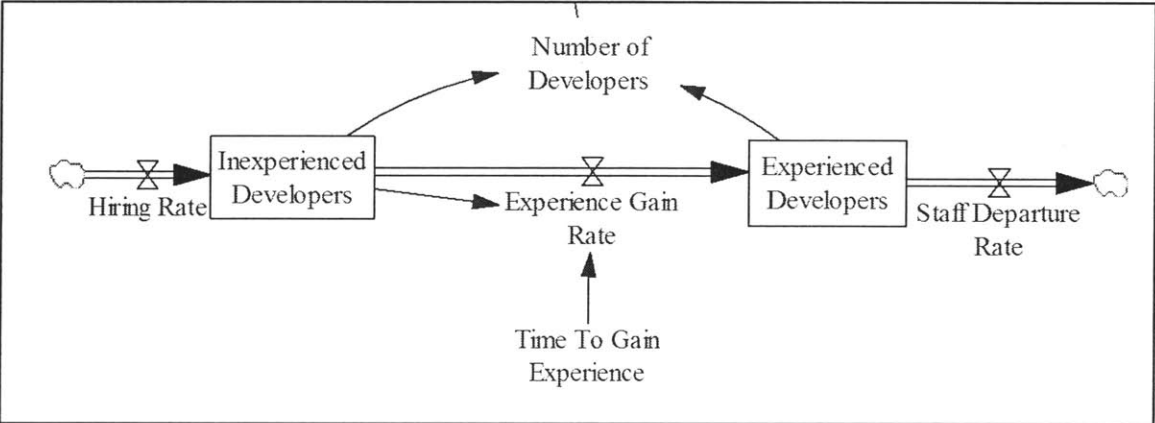 Number of
Developers
Inexperienced
Developers
Experienced
Developers
Hiring Rate
Experience Gain
Rate
Staff Departure
Rate
Time To Gain
Experience